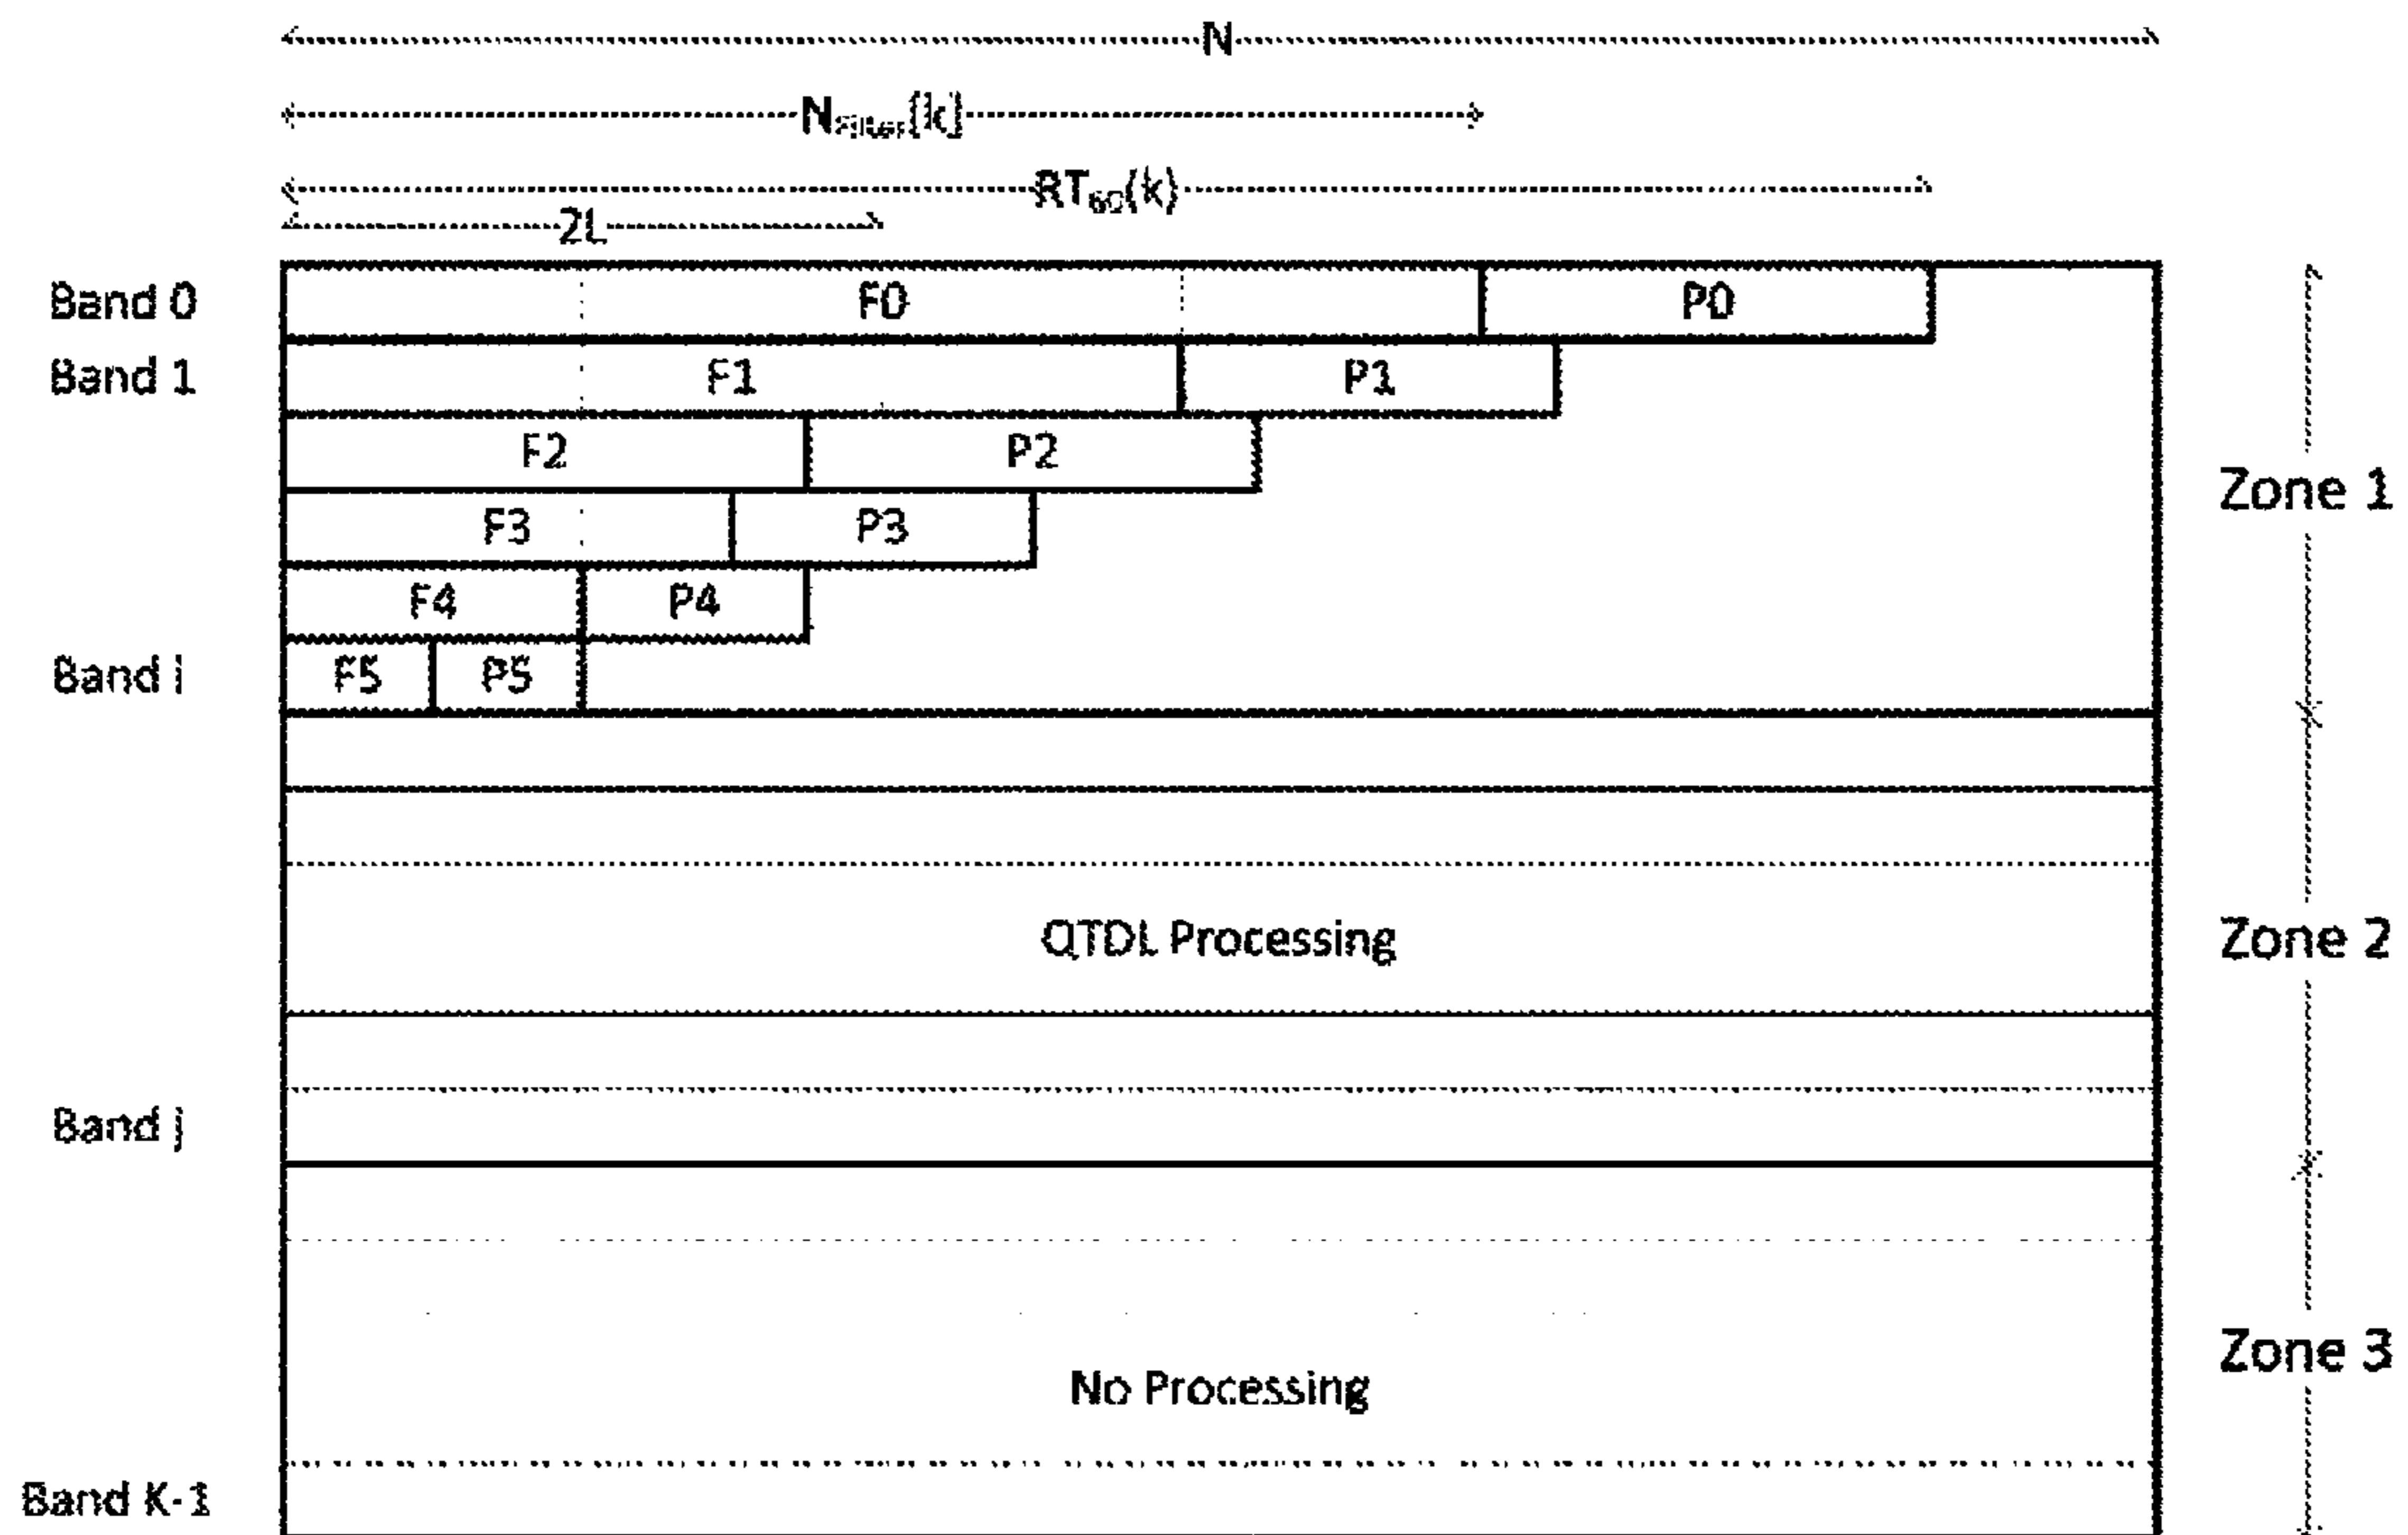 N
N_Filter[k]
RT60(k)
2L
Band 0 F0 P0
Band 1 F1 P1
F2 P2
Zone 1
F3 P3
F4 P4
Band i F5 P5
QTDL Processing Zone 2
Band j
Zone 3
No Processing
Band K-1